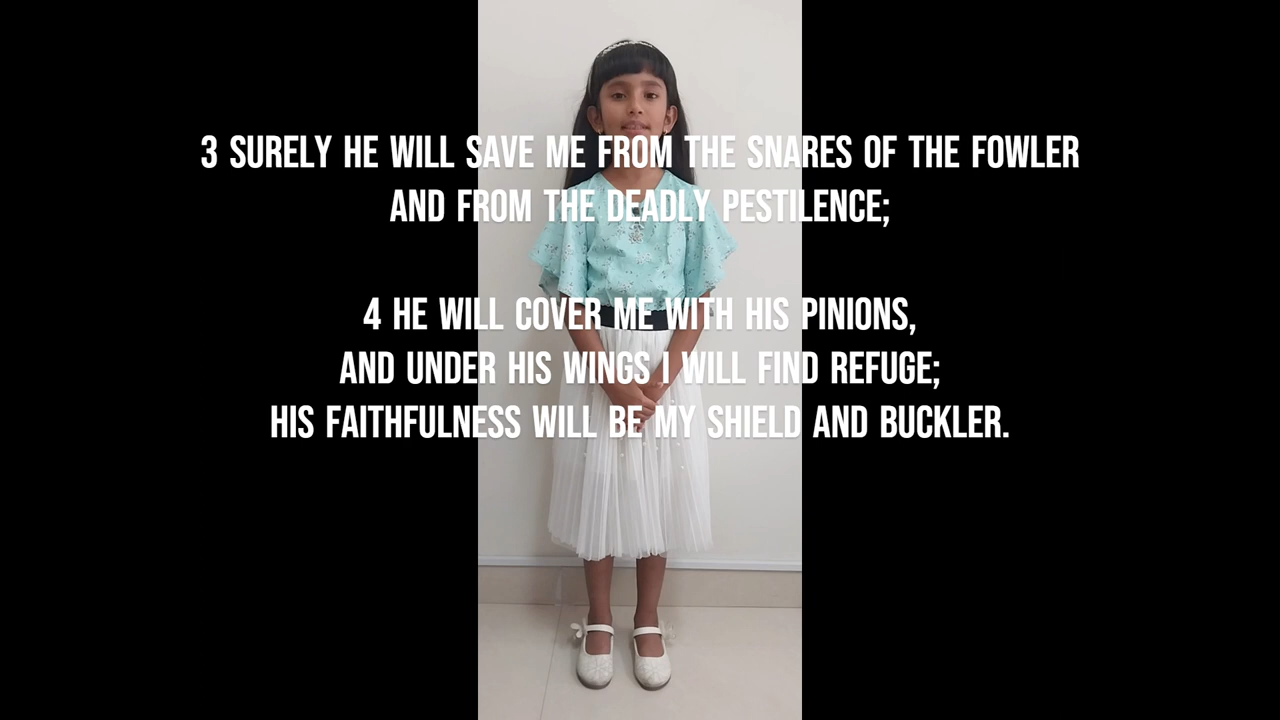 3 SURELY HE WILL SAVE ME FROM THE SNARES OF THE FOWLER
AND FROM THE DEADLY PESTILENCE;
4 HE WILL COVER ME WITH HIS PINIONS,
AND UNDER HIS WINGS I WILL FIND REFUGE;
HIS FAITHFULNESS WILL BE MY SHIELD AND BUCKLER.